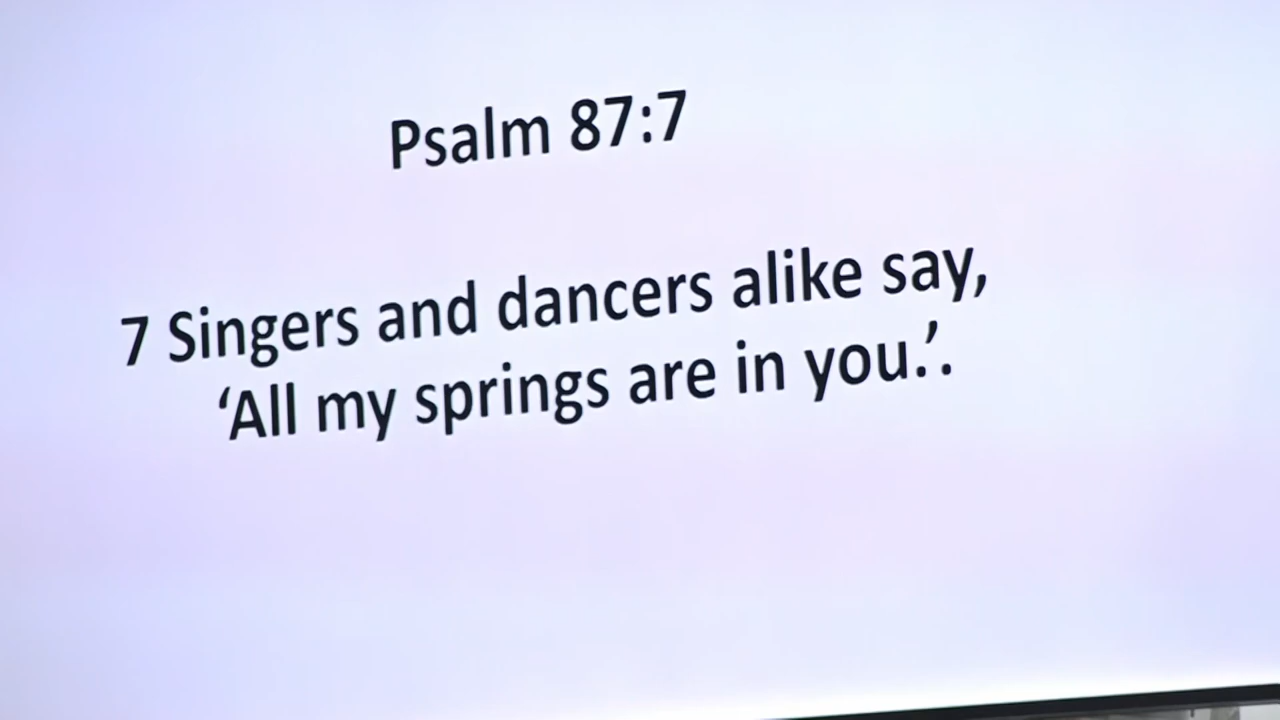 Psalm 87:7
7 Singers and dancers alike say,
‘All my springs are in you.’.